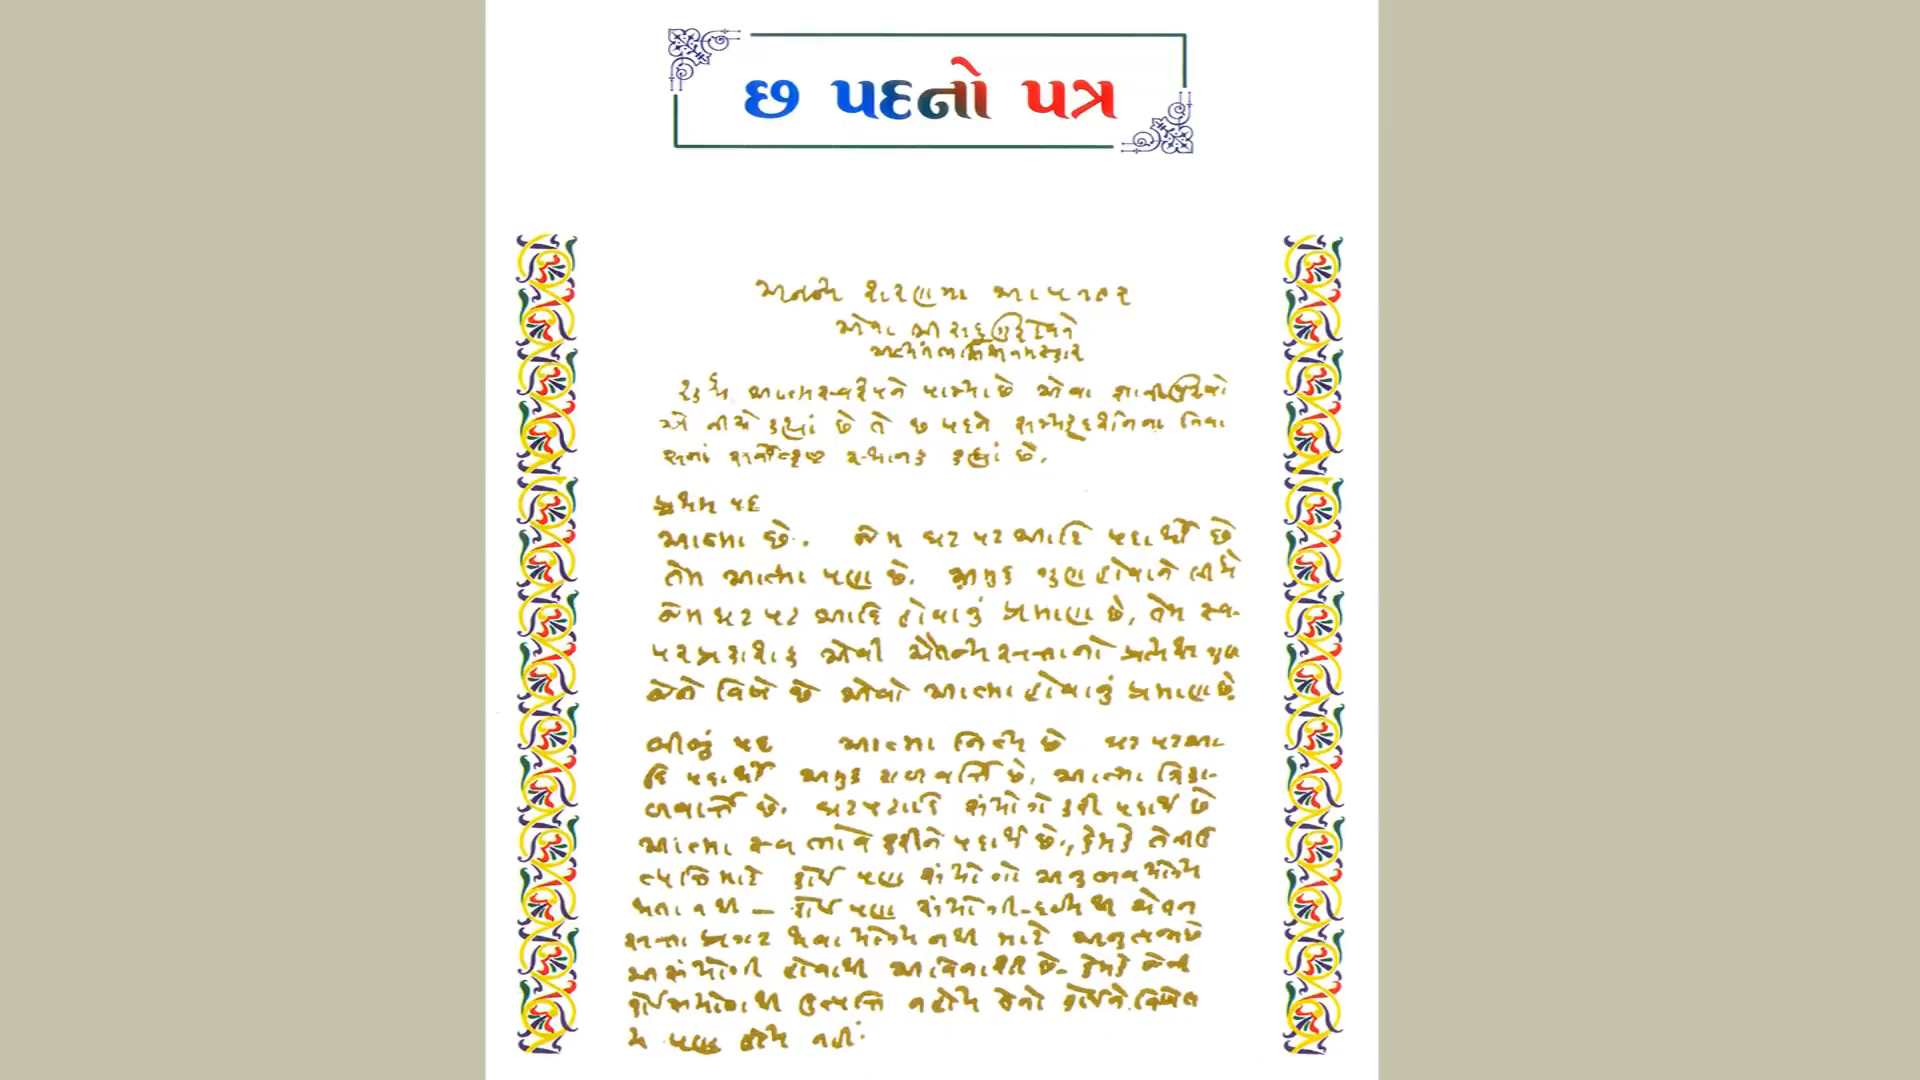 છ પદનો પત્ર
અનન્ય શરણના આપનાર
એવા શ્રી સદ્ગુરુદેવને
અત્યંત ભક્તિથી નમસ્કાર
શુદ્ધ આત્મસ્વરૂપને પામ્યા છે એવા જ્ઞાનીપુરુષો
એ નીચે કહ્યાં છે તે છ પદને સમ્યગ્દર્શનના નિવા
સનાં સર્વોત્કૃષ્ટ સ્થાનક કહ્યાં છે.
પ્રથમ પદ
આત્મા છે. જેમ ઘટ પટ આદિ પદાર્થો છે
તેમ આત્મા પણ છે. અમુક ગુણ હોવાને લીધે
જેમ ઘટ પટ આદિ હોવાનું પ્રમાણ છે, તેમ સ્વ-
પરપ્રકાશક એવી ચૈતન્યસત્તાનો પ્રત્યક્ષ ગુણ
જેને વિષે છે એવો આત્મા હોવાનું પ્રમાણ છે.
બીજું પદ આત્મા નિત્ય છે ઘટ પટ આ
દિ પદાર્થો અમુક કાળવર્તી છે. આત્મા ત્રિકા-
ળવર્તી છે. ઘટપટાદિ સંયોગે કરી પદાર્થ છે
આત્મા સ્વભાવે કરીને પદાર્થ છે., કેમકે તેની ઉ
ત્પત્તિ માટે કોઈ પણ સંયોગો અનુભવયોગ્ય
થતા નથી – કોઈ પણ સંયોગી દ્રવ્યથી ચેતન
સત્તા પ્રગટ થવા યોગ્ય નથી માટે અનુત્પન્ન છે
અસંયોગી હોવાથી અવિનાશી છે. કેમકે જેની
કોઈ સંયોગથી ઉત્પત્તિ ન હોય તેનો કોઈને વિષે લ
ય પણ હોય નહીં.